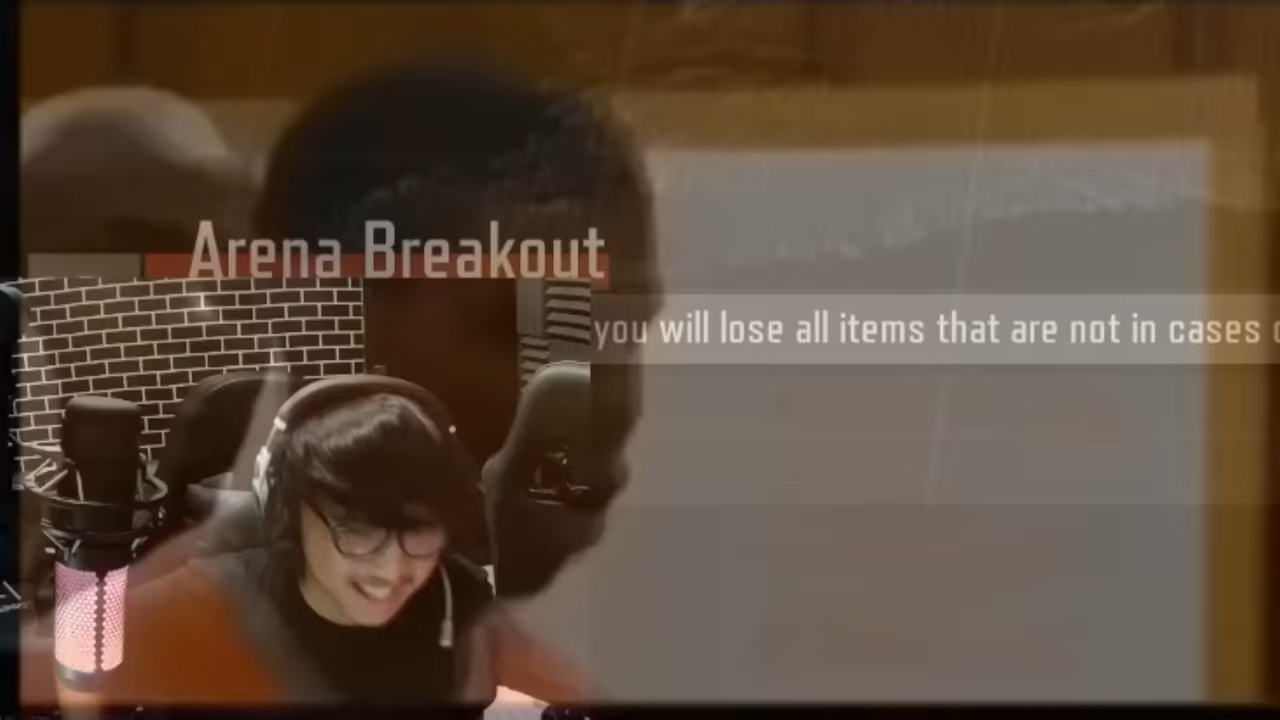 Arena Breakout
you will lose all items that are not in cases